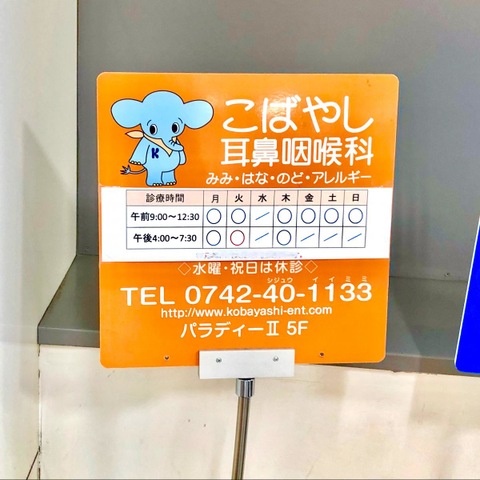 こばやし
耳鼻咽喉科
みみ・はな・のど・アレルギー
K
診療時間 月 火 水 木 金 土 日
午前9:00~12:30 〇 〇 / 〇 〇 〇 〇
午後4:00~7:30 〇 〇 / 〇 / / /
◇水曜・祝日は休診◇
シジュウ イイミミ
TEL 0742-40-1133
http://www.kobayashi-ent.com
パラディーⅡ 5F